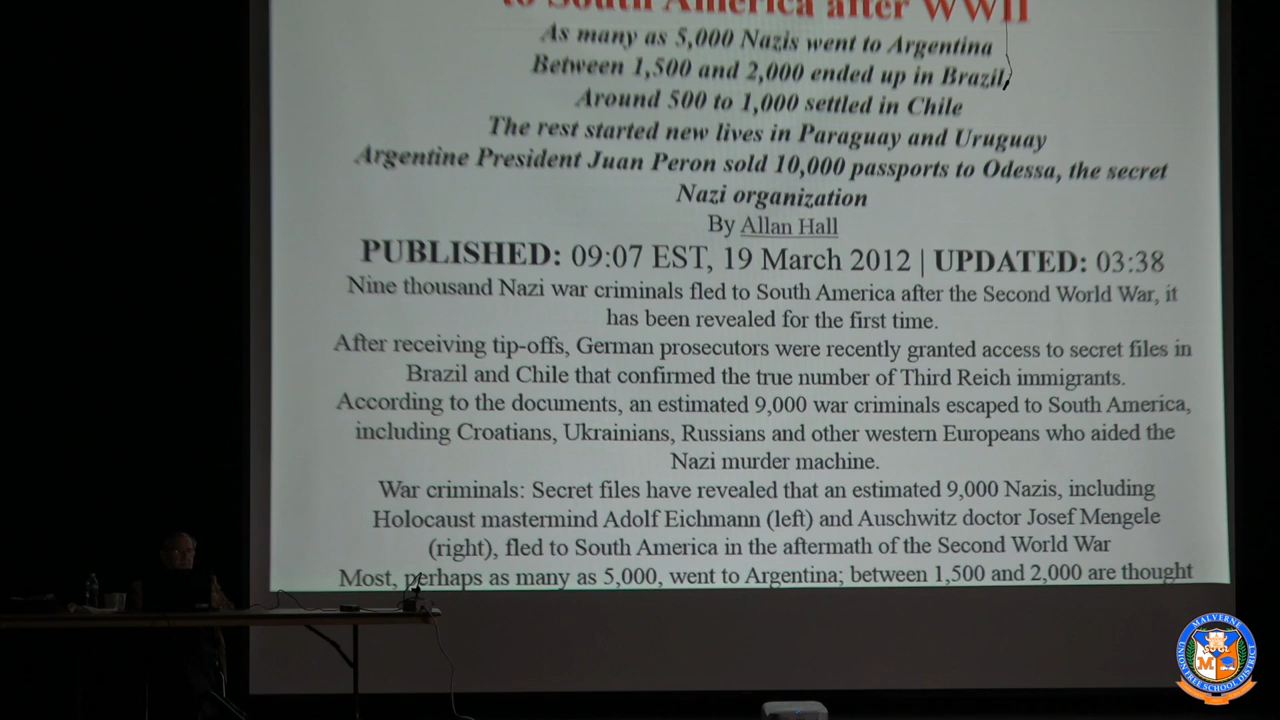 to South America after WWII
As many as 5,000 Nazis went to Argentina
Between 1,500 and 2,000 ended up in Brazil,
Around 500 to 1,000 settled in Chile
The rest started new lives in Paraguay and Uruguay
Argentine President Juan Peron sold 10,000 passports to Odessa, the secret
Nazi organization
By Allan Hall
PUBLISHED: 09:07 EST, 19 March 2012 | UPDATED: 03:38
Nine thousand Nazi war criminals fled to South America after the Second World War, it
has been revealed for the first time.
After receiving tip-offs, German prosecutors were recently granted access to secret files in
Brazil and Chile that confirmed the true number of Third Reich immigrants.
According to the documents, an estimated 9,000 war criminals escaped to South America,
including Croatians, Ukrainians, Russians and other western Europeans who aided the
Nazi murder machine.
War criminals: Secret files have revealed that an estimated 9,000 Nazis, including
Holocaust mastermind Adolf Eichmann (left) and Auschwitz doctor Josef Mengele
(right), fled to South America in the aftermath of the Second World War
Most, perhaps as many as 5,000, went to Argentina; between 1,500 and 2,000 are thought
MALVERNE
M
UNION FREE SCHOOL DISTRICT